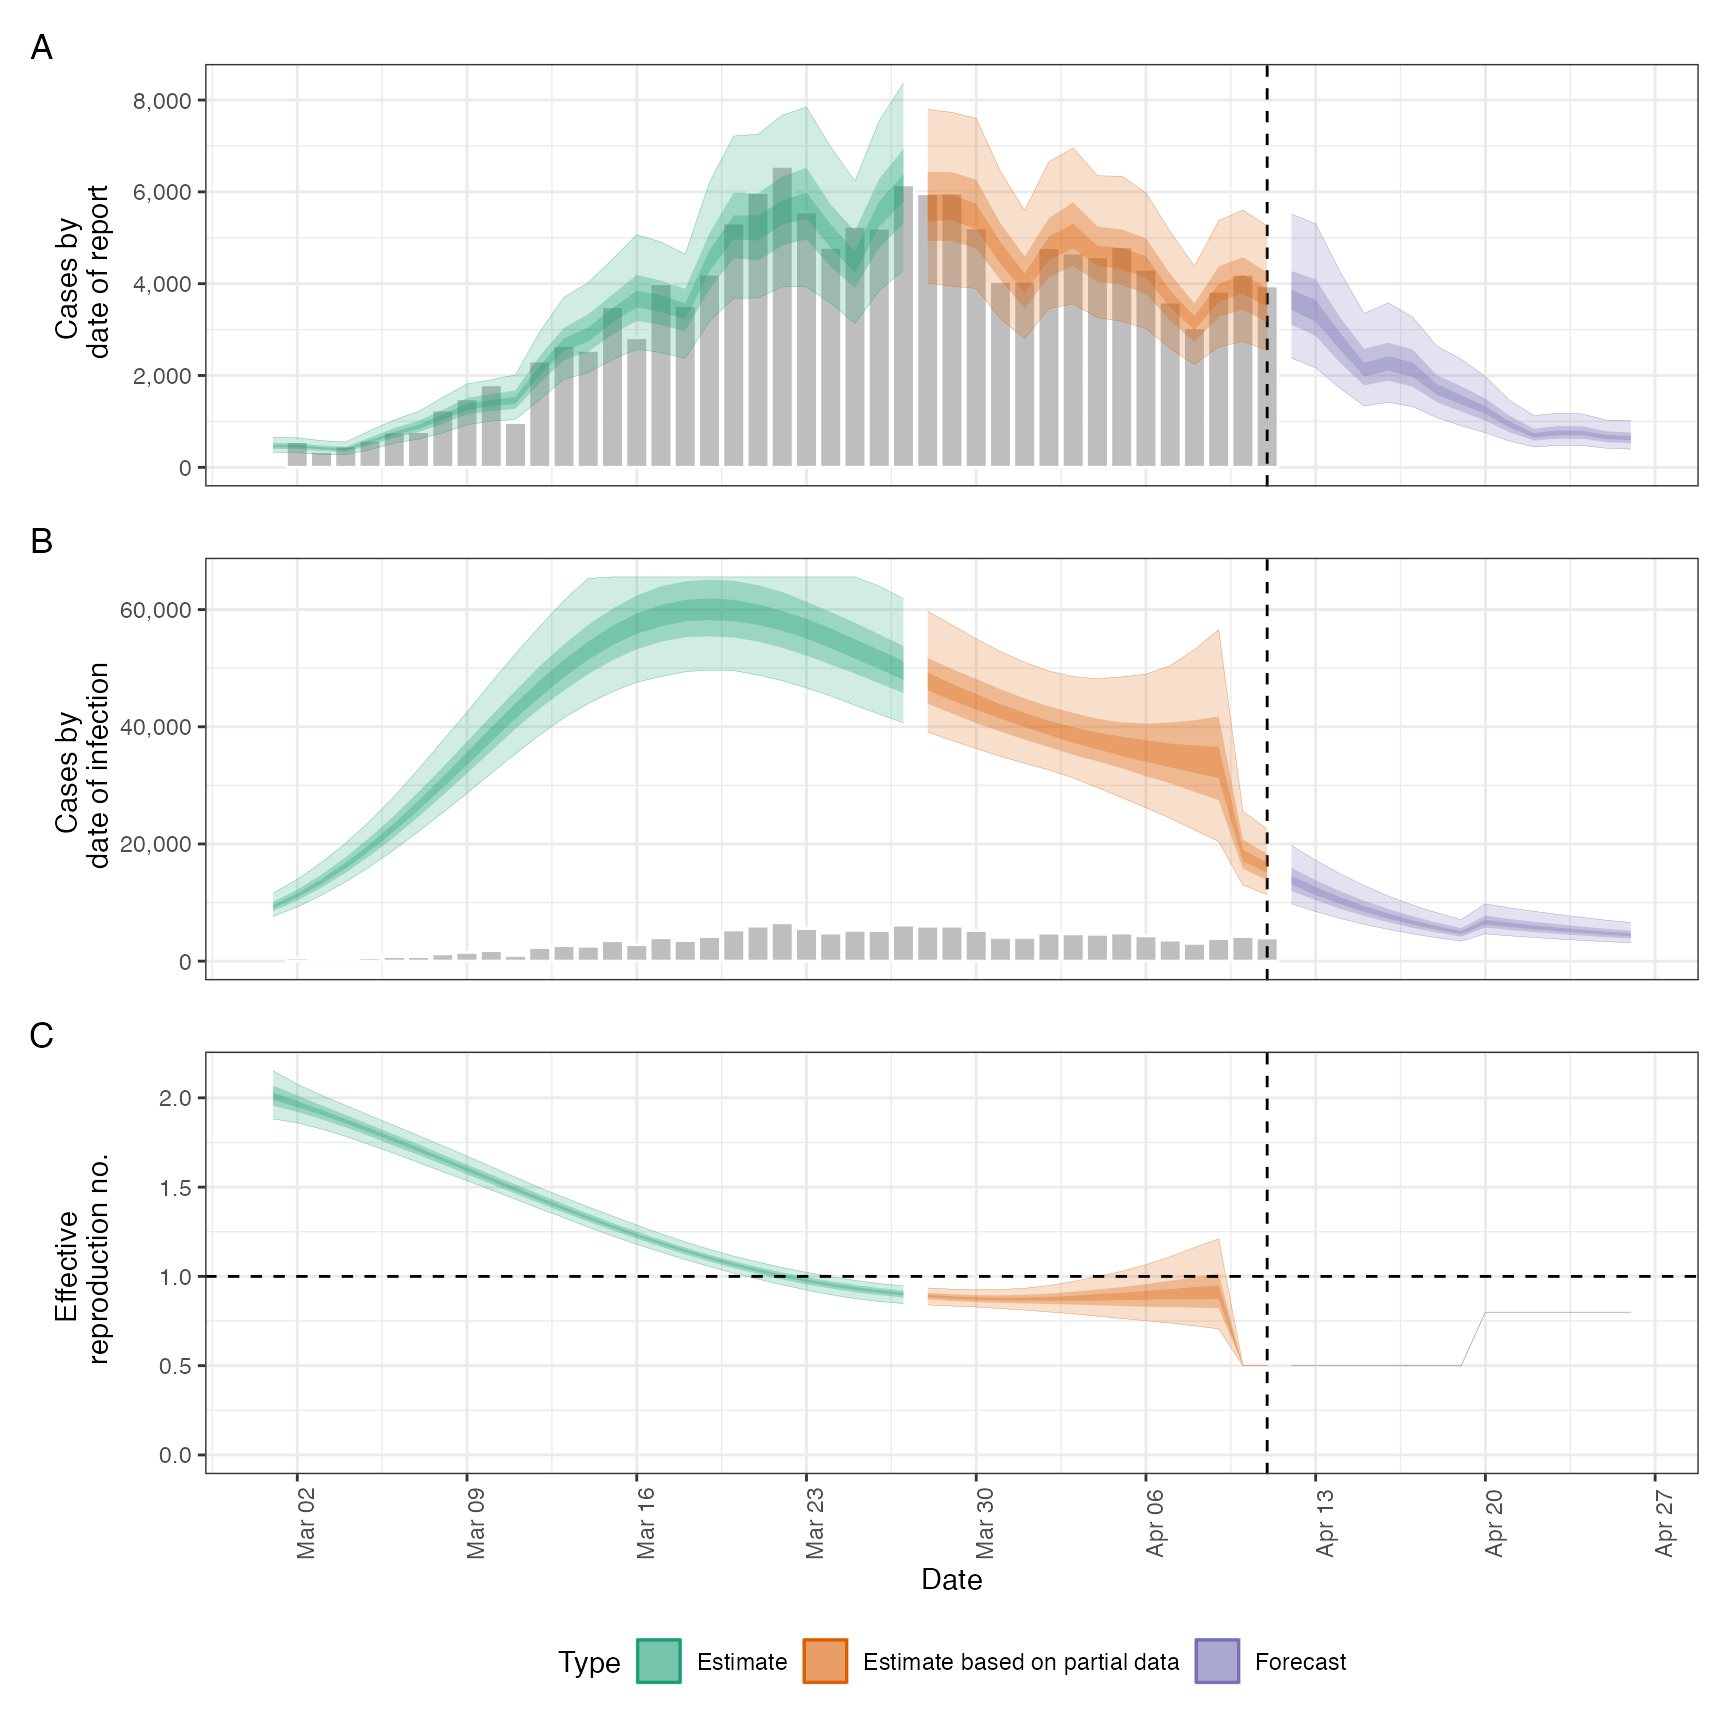 A
Cases by
date of report
8,000
6,000
4,000
2,000
0
B
Cases by
date of infection
60,000
40,000
20,000
0
C
Effective
reproduction no.
2.0
1.5
1.0
0.5
0.0
Mar 02
Mar 09
Mar 16
Mar 23
Mar 30
Apr 06
Apr 13
Apr 20
Apr 27
Date
Type
Estimate
Estimate based on partial data
Forecast